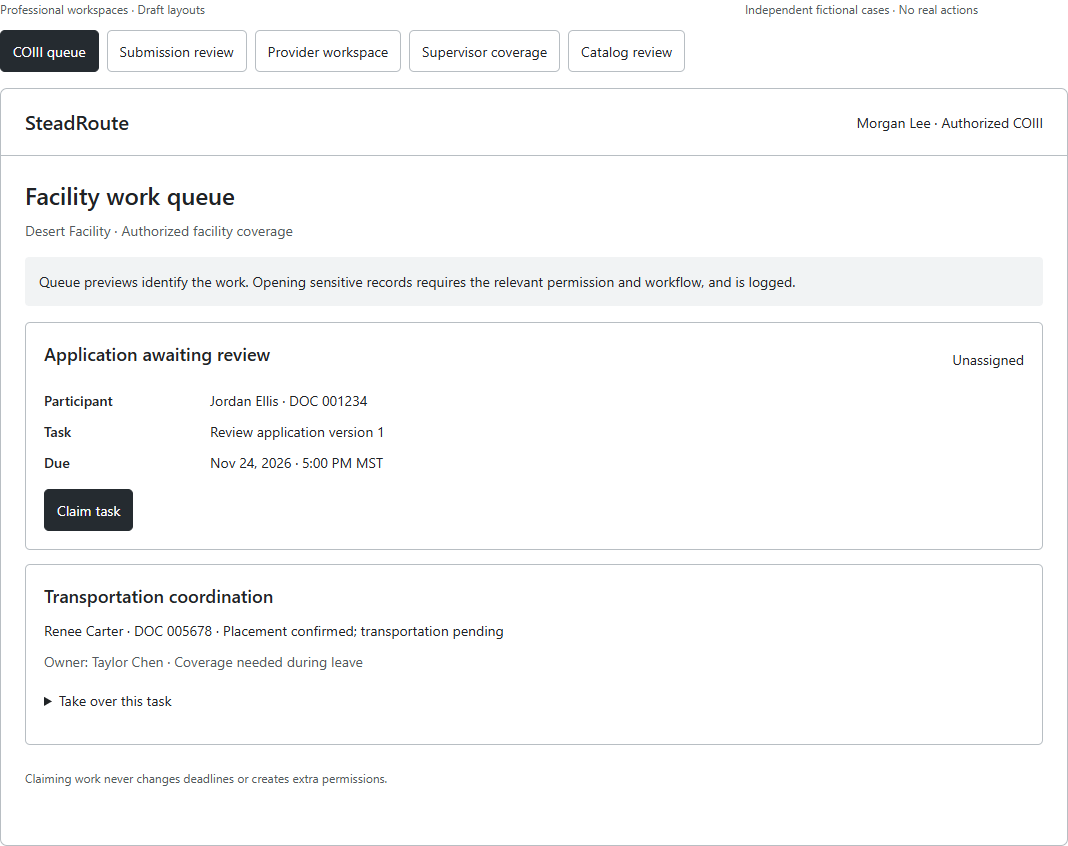 Professional workspaces · Draft layouts
Independent fictional cases · No real actions
COIII queue
Submission review
Provider workspace
Supervisor coverage
Catalog review
SteadRoute
Morgan Lee · Authorized COIII
Facility work queue
Desert Facility · Authorized facility coverage
Queue previews identify the work. Opening sensitive records requires the relevant permission and workflow, and is logged.
Application awaiting review
Unassigned
Participant Jordan Ellis · DOC 001234
Task Review application version 1
Due Nov 24, 2026 · 5:00 PM MST
Claim task
Transportation coordination
Renee Carter · DOC 005678 · Placement confirmed; transportation pending
Owner: Taylor Chen · Coverage needed during leave
Take over this task
Claiming work never changes deadlines or creates extra permissions.